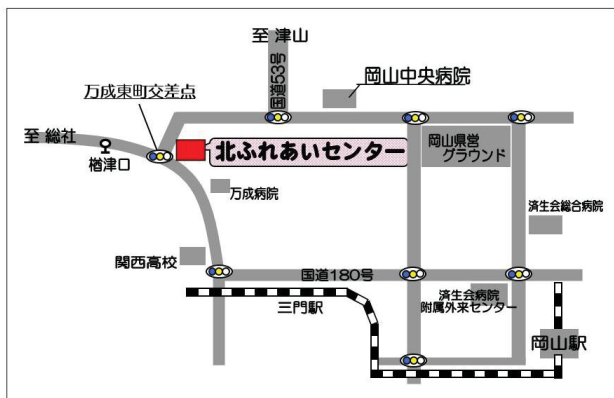 至 津山
国道53号
岡山中央病院
万成東町交差点
至 総社
楢津口
北ふれあいセンター
岡山県営
グラウンド
万成病院
済生会総合病院
関西高校
国道180号
三門駅
済生会病院
附属外来センター
岡山駅